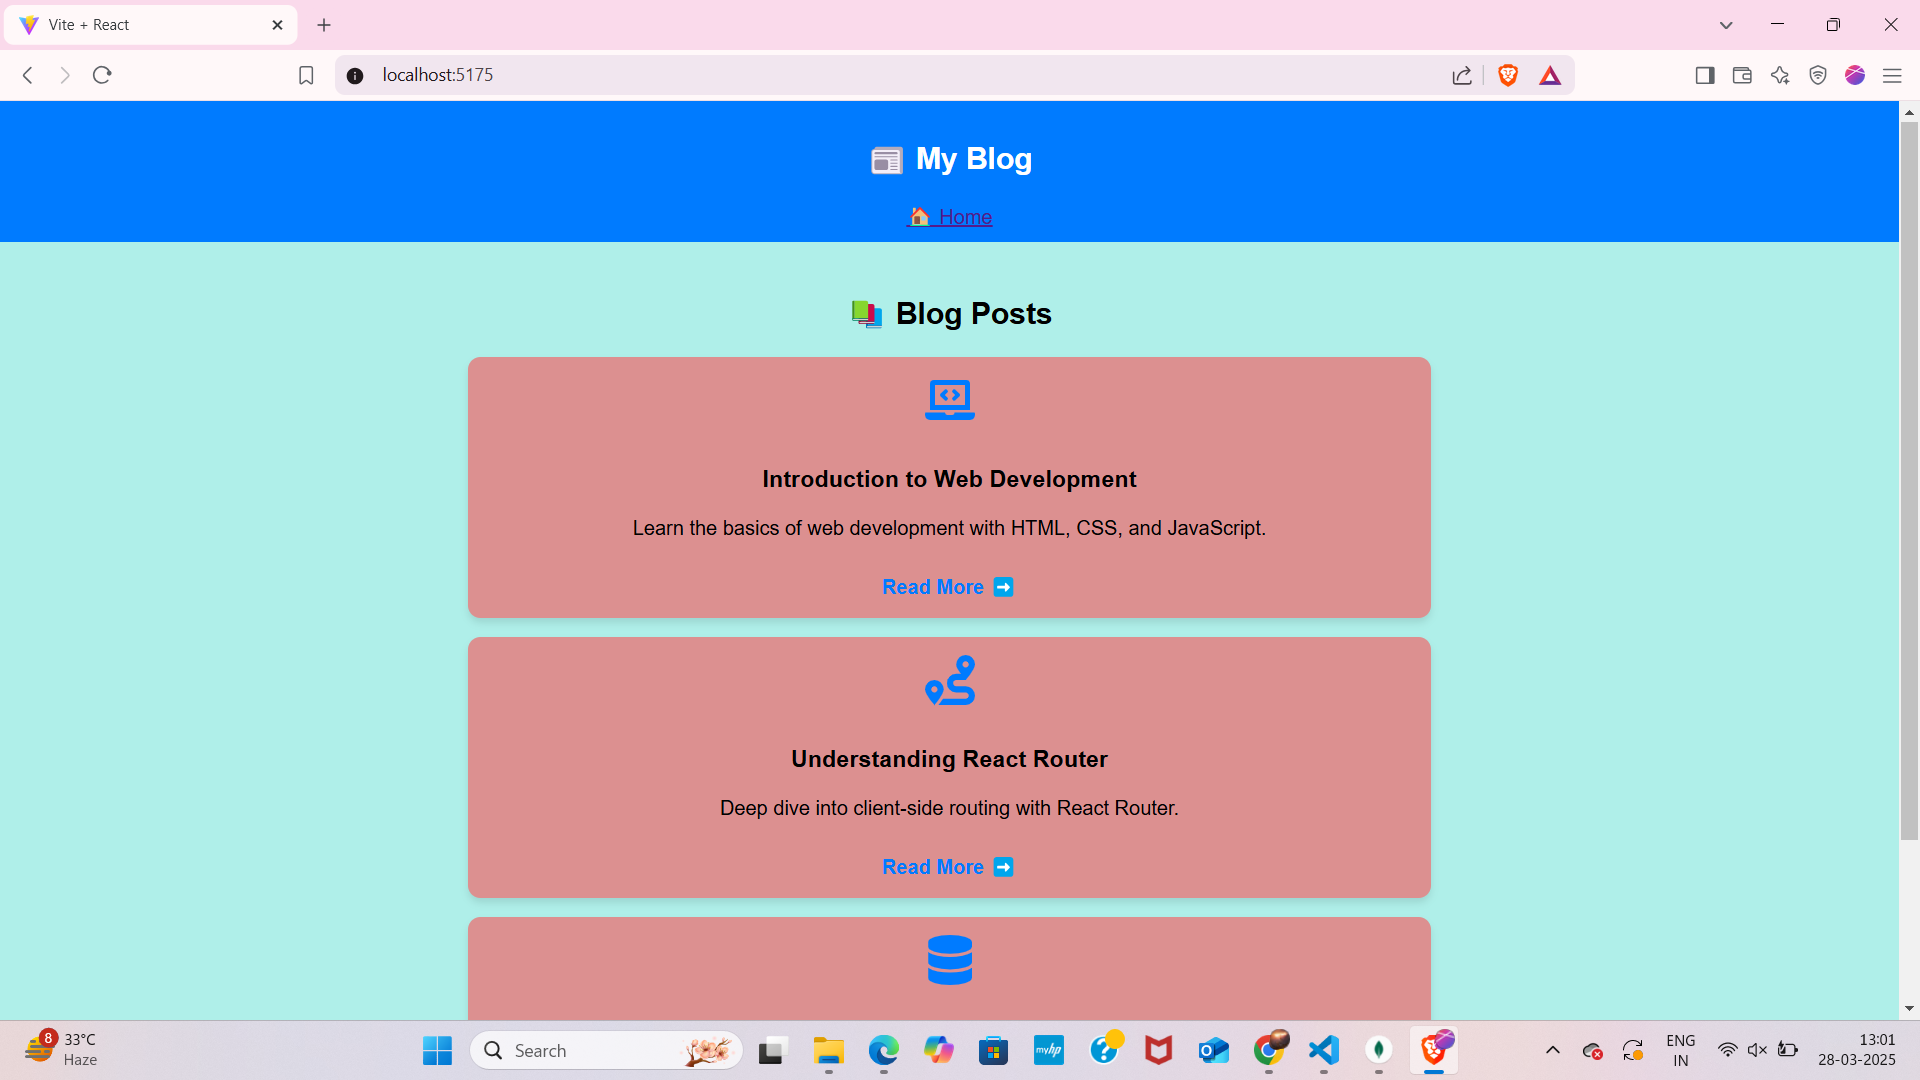 Vite + React
localhost:5175
My Blog
Home
Blog Posts
Introduction to Web Development
Learn the basics of web development with HTML, CSS, and JavaScript.
Read More
Understanding React Router
Deep dive into client-side routing with React Router.
Read More
8
33°C
Haze
Search
myhp
ENG
IN
13:01
28-03-2025